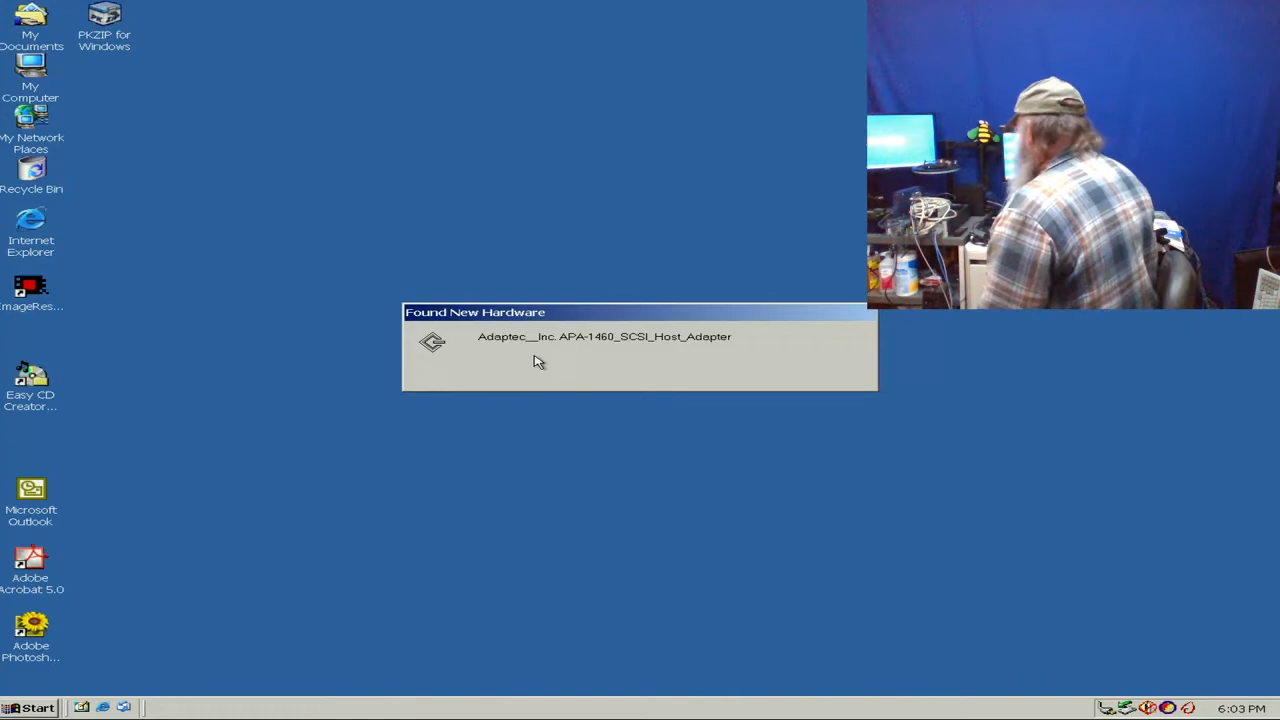 My
Documents
PKZIP for
Windows
My
Computer
My Network
Places
Recycle Bin
Internet
Explorer
ImageRes...
Easy CD
Creator...
Microsoft
Outlook
Adobe
Acrobat 5.0
Adobe
Photosh...
Found New Hardware
Adaptec__Inc. APA-1460_SCSI_Host_Adapter
Start
6:03 PM